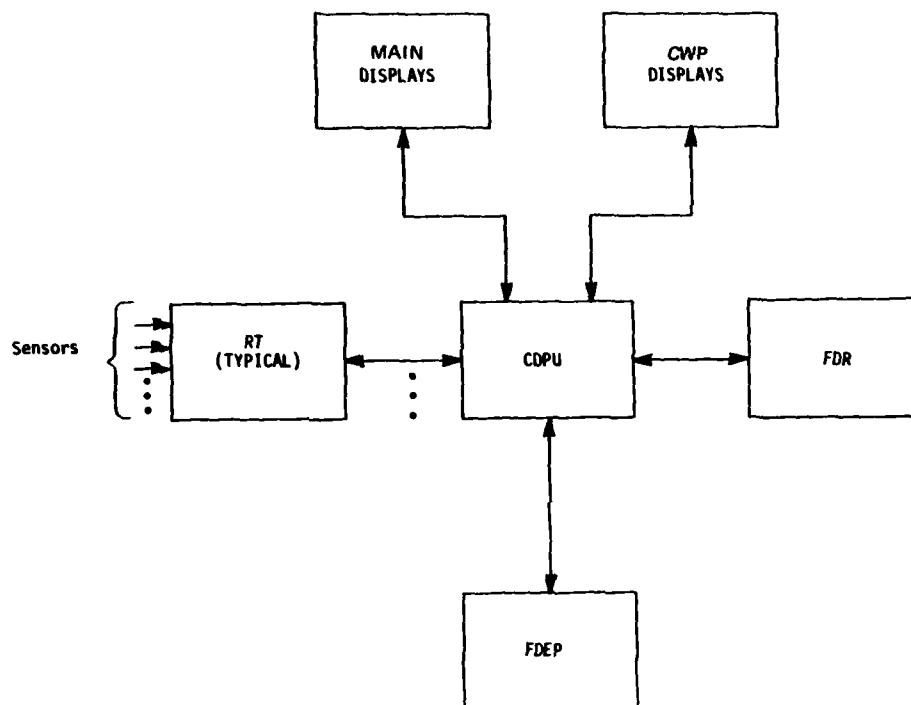 MAIN
DISPLAYS
CWP
DISPLAYS
Sensors
RT
(TYPICAL)
CDPU
FDR
FDEP